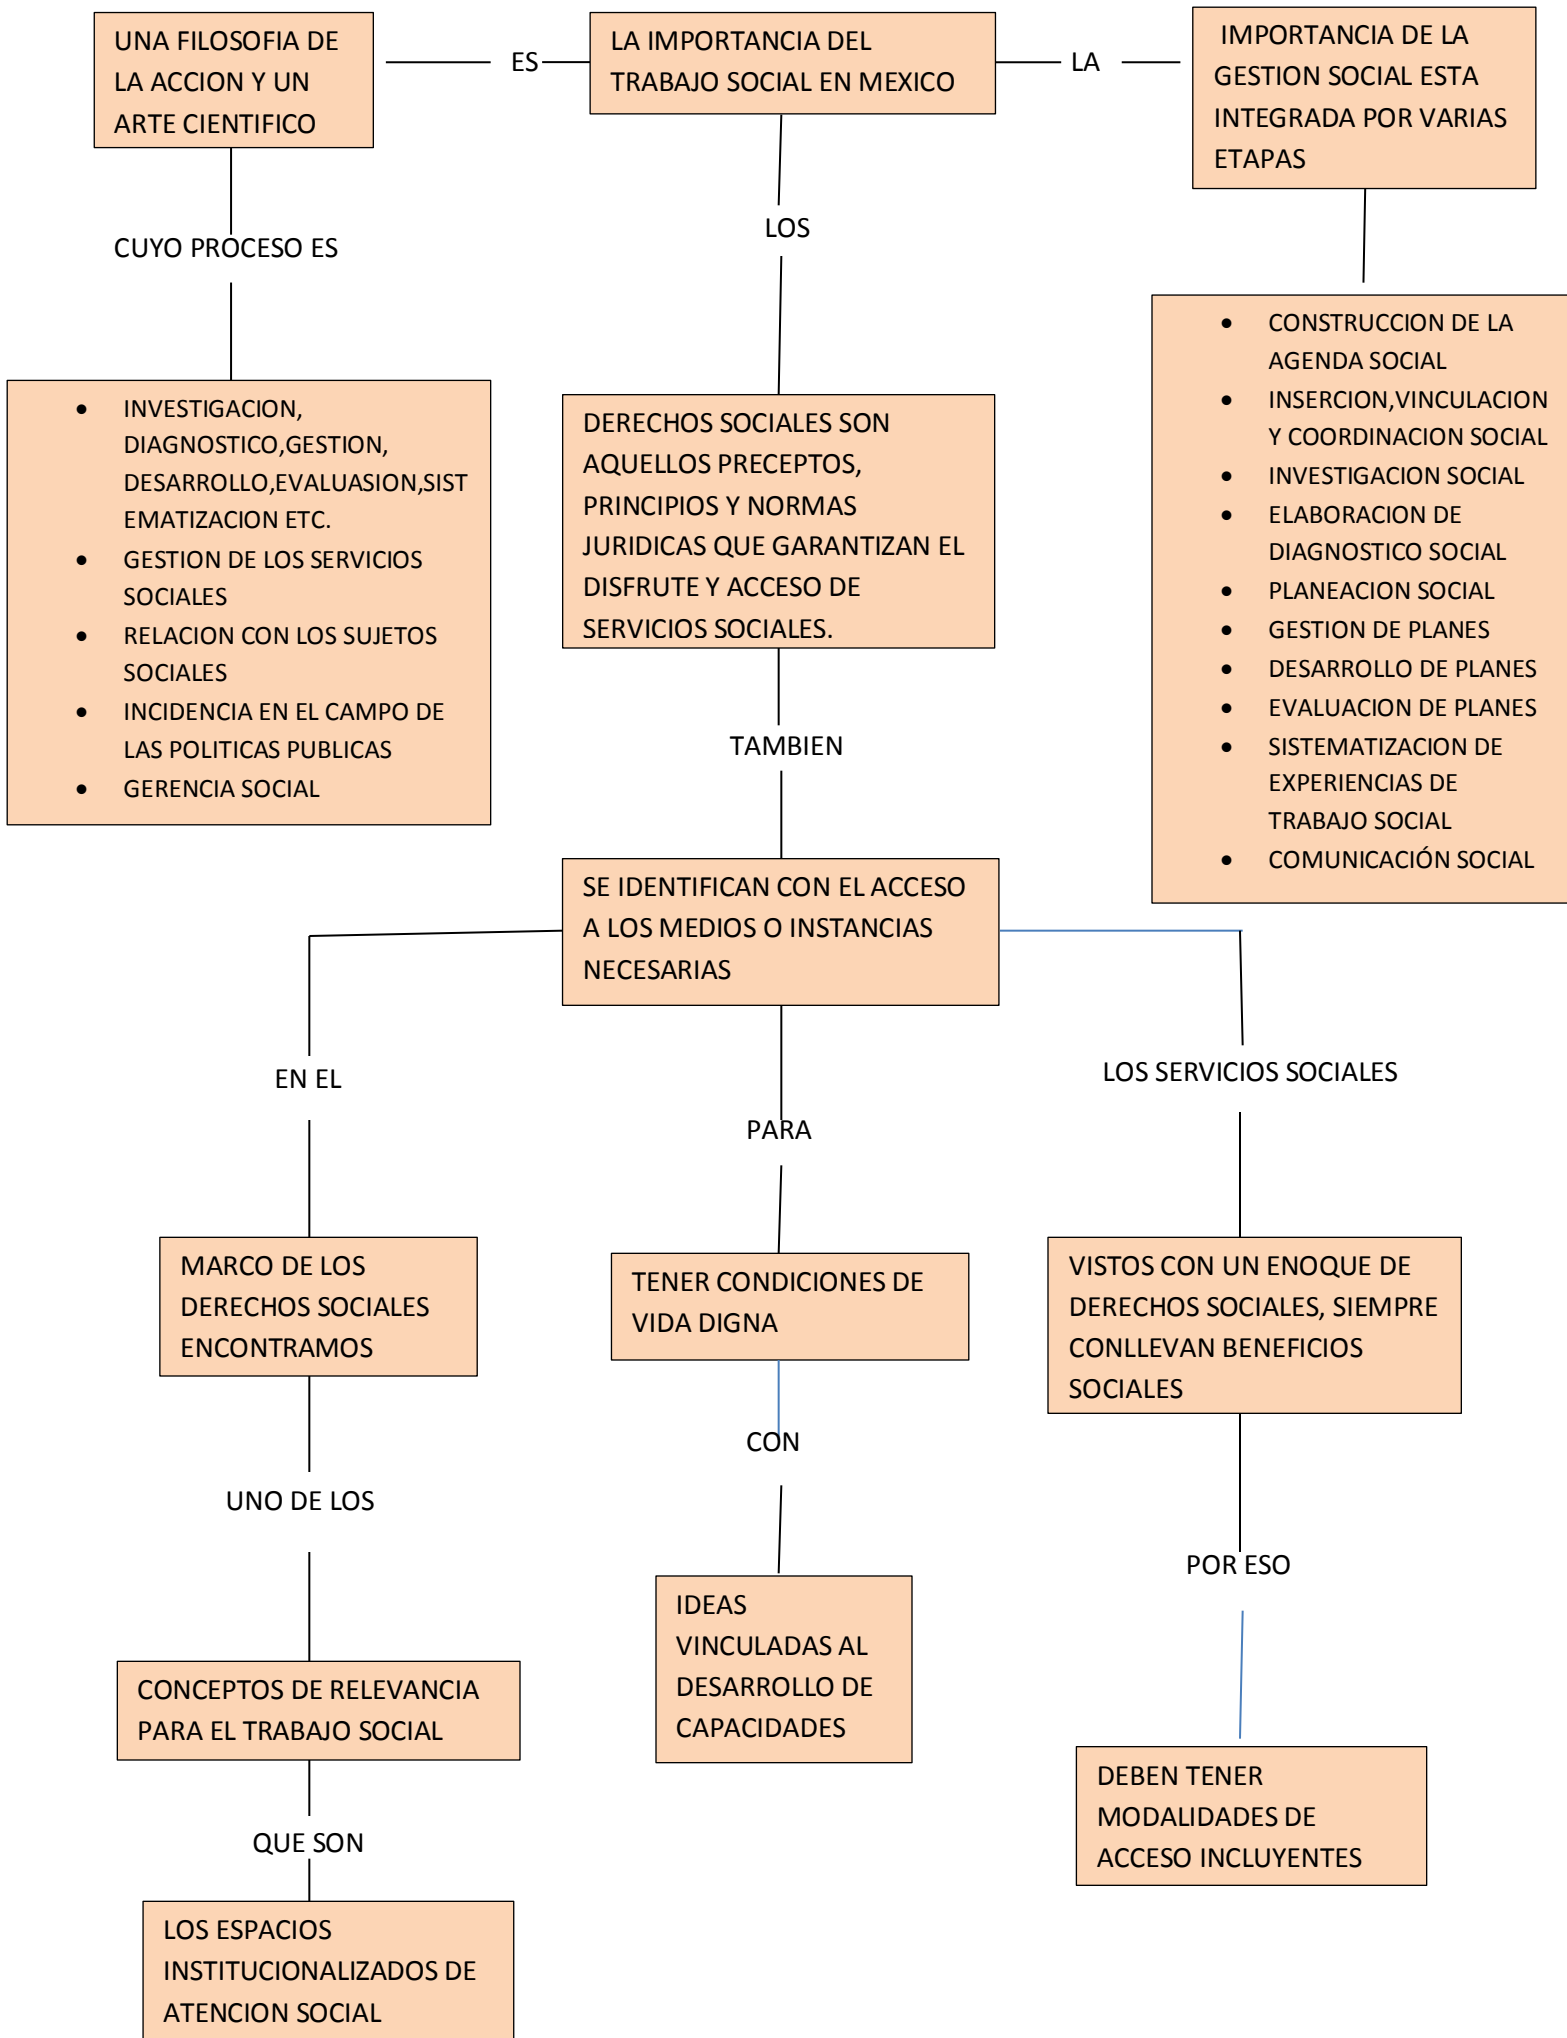 UNA FILOSOFIA DE
LA ACCION Y UN
ARTE CIENTIFICO
ES
LA IMPORTANCIA DEL
TRABAJO SOCIAL EN MEXICO
LA
IMPORTANCIA DE LA
GESTION SOCIAL ESTA
INTEGRADA POR VARIAS
ETAPAS
CUYO PROCESO ES
LOS
• INVESTIGACION,
DIAGNOSTICO,GESTION,
DESARROLLO,EVALUASION,SIST
EMATIZACION ETC.
• GESTION DE LOS SERVICIOS
SOCIALES
• RELACION CON LOS SUJETOS
SOCIALES
• INCIDENCIA EN EL CAMPO DE
LAS POLITICAS PUBLICAS
• GERENCIA SOCIAL
DERECHOS SOCIALES SON
AQUELLOS PRECEPTOS,
PRINCIPIOS Y NORMAS
JURIDICAS QUE GARANTIZAN EL
DISFRUTE Y ACCESO DE
SERVICIOS SOCIALES.
• CONSTRUCCION DE LA
AGENDA SOCIAL
• INSERCION,VINCULACION
Y COORDINACION SOCIAL
• INVESTIGACION SOCIAL
• ELABORACION DE
DIAGNOSTICO SOCIAL
• PLANEACION SOCIAL
• GESTION DE PLANES
• DESARROLLO DE PLANES
• EVALUACION DE PLANES
• SISTEMATIZACION DE
EXPERIENCIAS DE
TRABAJO SOCIAL
• COMUNICACIÓN SOCIAL
TAMBIEN
SE IDENTIFICAN CON EL ACCESO
A LOS MEDIOS O INSTANCIAS
NECESARIAS
EN EL
PARA
LOS SERVICIOS SOCIALES
MARCO DE LOS
DERECHOS SOCIALES
ENCONTRAMOS
TENER CONDICIONES DE
VIDA DIGNA
VISTOS CON UN ENOQUE DE
DERECHOS SOCIALES, SIEMPRE
CONLLEVAN BENEFICIOS
SOCIALES
UNO DE LOS
CON
POR ESO
CONCEPTOS DE RELEVANCIA
PARA EL TRABAJO SOCIAL
IDEAS
VINCULADAS AL
DESARROLLO DE
CAPACIDADES
DEBEN TENER
MODALIDADES DE
ACCESO INCLUYENTES
QUE SON
LOS ESPACIOS
INSTITUCIONALIZADOS DE
ATENCION SOCIAL